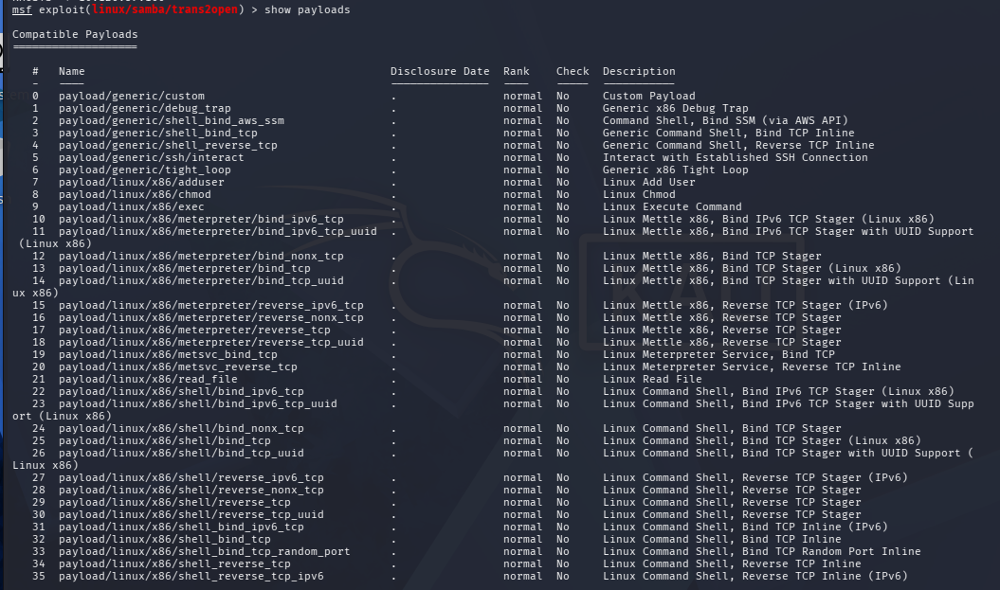 msf exploit(linux/samba/trans2open) > show payloads
Compatible Payloads
===================
#  Name  Disclosure Date  Rank  Check  Description
-  ----  ---------------  ----  -----  -----------
0  payload/generic/custom  .  normal  No  Custom Payload
1  payload/generic/debug_trap  .  normal  No  Generic x86 Debug Trap
2  payload/generic/shell_bind_aws_ssm  .  normal  No  Command Shell, Bind SSM (via AWS API)
3  payload/generic/shell_bind_tcp  .  normal  No  Generic Command Shell, Bind TCP Inline
4  payload/generic/shell_reverse_tcp  .  normal  No  Generic Command Shell, Reverse TCP Inline
5  payload/generic/ssh/interact  .  normal  No  Interact with Established SSH Connection
6  payload/generic/tight_loop  .  normal  No  Generic x86 Tight Loop
7  payload/linux/x86/adduser  .  normal  No  Linux Add User
8  payload/linux/x86/chmod  .  normal  No  Linux Chmod
9  payload/linux/x86/exec  .  normal  No  Linux Execute Command
10  payload/linux/x86/meterpreter/bind_ipv6_tcp  .  normal  No  Linux Mettle x86, Bind IPv6 TCP Stager (Linux x86)
11  payload/linux/x86/meterpreter/bind_ipv6_tcp_uuid  .  normal  No  Linux Mettle x86, Bind IPv6 TCP Stager with UUID Support
(Linux x86)
12  payload/linux/x86/meterpreter/bind_nonx_tcp  .  normal  No  Linux Mettle x86, Bind TCP Stager
13  payload/linux/x86/meterpreter/bind_tcp  .  normal  No  Linux Mettle x86, Bind TCP Stager (Linux x86)
14  payload/linux/x86/meterpreter/bind_tcp_uuid  .  normal  No  Linux Mettle x86, Bind TCP Stager with UUID Support (Lin
ux x86)
15  payload/linux/x86/meterpreter/reverse_ipv6_tcp  .  normal  No  Linux Mettle x86, Reverse TCP Stager (IPv6)
16  payload/linux/x86/meterpreter/reverse_nonx_tcp  .  normal  No  Linux Mettle x86, Reverse TCP Stager
17  payload/linux/x86/meterpreter/reverse_tcp  .  normal  No  Linux Mettle x86, Reverse TCP Stager
18  payload/linux/x86/meterpreter/reverse_tcp_uuid  .  normal  No  Linux Mettle x86, Reverse TCP Stager
19  payload/linux/x86/metsvc_bind_tcp  .  normal  No  Linux Meterpreter Service, Bind TCP
20  payload/linux/x86/metsvc_reverse_tcp  .  normal  No  Linux Meterpreter Service, Reverse TCP Inline
21  payload/linux/x86/read_file  .  normal  No  Linux Read File
22  payload/linux/x86/shell/bind_ipv6_tcp  .  normal  No  Linux Command Shell, Bind IPv6 TCP Stager (Linux x86)
23  payload/linux/x86/shell/bind_ipv6_tcp_uuid  .  normal  No  Linux Command Shell, Bind IPv6 TCP Stager with UUID Supp
ort (Linux x86)
24  payload/linux/x86/shell/bind_nonx_tcp  .  normal  No  Linux Command Shell, Bind TCP Stager
25  payload/linux/x86/shell/bind_tcp  .  normal  No  Linux Command Shell, Bind TCP Stager (Linux x86)
26  payload/linux/x86/shell/bind_tcp_uuid  .  normal  No  Linux Command Shell, Bind TCP Stager with UUID Support (
Linux x86)
27  payload/linux/x86/shell/reverse_ipv6_tcp  .  normal  No  Linux Command Shell, Reverse TCP Stager (IPv6)
28  payload/linux/x86/shell/reverse_nonx_tcp  .  normal  No  Linux Command Shell, Reverse TCP Stager
29  payload/linux/x86/shell/reverse_tcp  .  normal  No  Linux Command Shell, Reverse TCP Stager
30  payload/linux/x86/shell/reverse_tcp_uuid  .  normal  No  Linux Command Shell, Reverse TCP Stager
31  payload/linux/x86/shell_bind_ipv6_tcp  .  normal  No  Linux Command Shell, Bind TCP Inline (IPv6)
32  payload/linux/x86/shell_bind_tcp  .  normal  No  Linux Command Shell, Bind TCP Inline
33  payload/linux/x86/shell_bind_tcp_random_port  .  normal  No  Linux Command Shell, Bind TCP Random Port Inline
34  payload/linux/x86/shell_reverse_tcp  .  normal  No  Linux Command Shell, Reverse TCP Inline
35  payload/linux/x86/shell_reverse_tcp_ipv6  .  normal  No  Linux Command Shell, Reverse TCP Inline (IPv6)